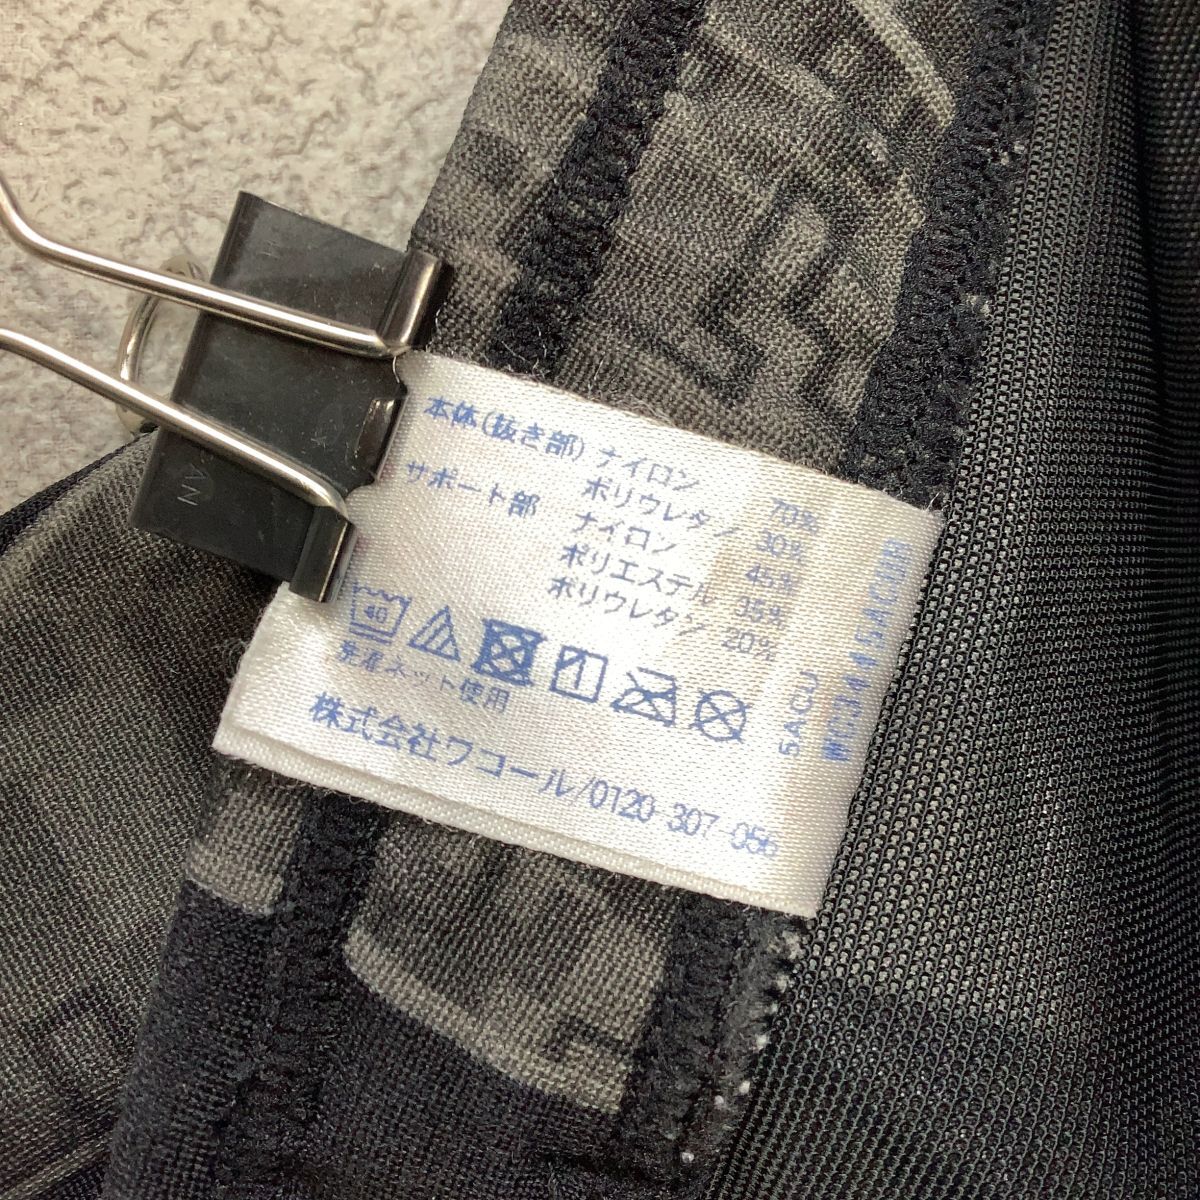 本体(抜き部) ナイロン 70%
ポリウレタン 30%
サポート部 ナイロン 45%
ポリエステル 35%
ポリウレタン 20%
40
洗濯ネット使用
株式会社ワコール/0120-307-056
5ACU